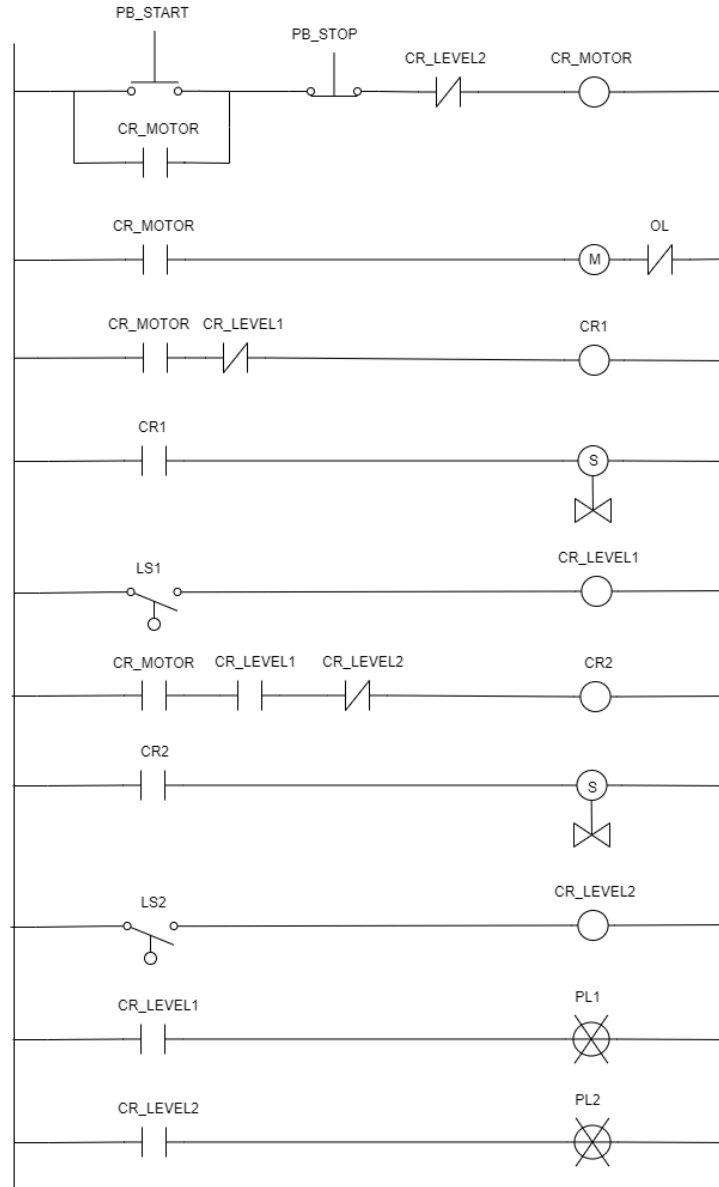 PB_START
PB_STOP
CR_LEVEL2
CR_MOTOR
CR_MOTOR
CR_MOTOR
OL
M
CR_MOTOR CR_LEVEL1
CR1
CR1
S
LS1
CR_LEVEL1
CR_MOTOR CR_LEVEL1 CR_LEVEL2
CR2
CR2
S
LS2
CR_LEVEL2
CR_LEVEL1
PL1
CR_LEVEL2
PL2